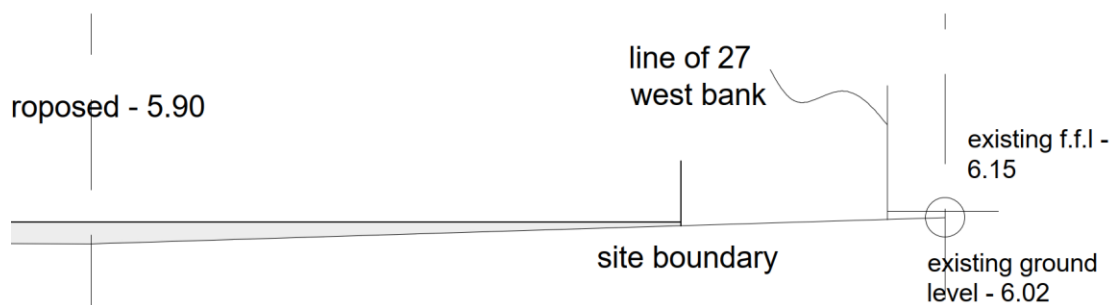 line of 27
west bank
roposed - 5.90
existing f.f.l -
6.15
site boundary
existing ground
level - 6.02